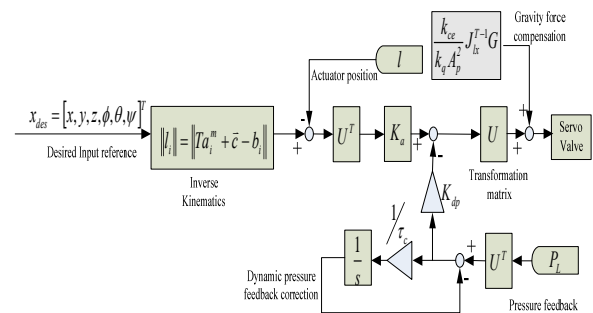 x_des = [x, y, z, ϕ, θ, ψ]^T
Desired Input reference
‖l_i‖ = ‖Ta_i^m + c⃗ − b_i‖
Inverse
Kinematics
Actuator position
l
k_ce / (k_q A_p^2) J_lx^{T−1} G
Gravity force
compensation
-
+
U^T
K_a
+
-
U
+
+
Servo
Valve
Transformation
matrix
K_dp
1/τ_c
1/s
+
-
U^T
P_L
Dynamic pressure
feedback correction
Pressure feedback